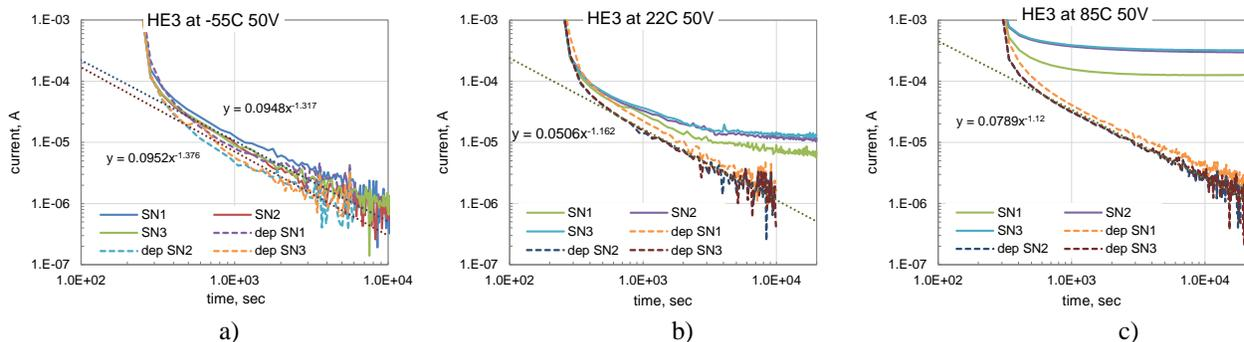 HE3 at -55C 50V
1.E-03
1.E-04
1.E-05
1.E-06
1.E-07
current, A
y = 0.0948x^-1.317
y = 0.0952x^-1.376
SN1 SN2
SN3 dep SN1
dep SN2 dep SN3
1.0E+02 1.0E+03 1.0E+04
time, sec
a)
HE3 at 22C 50V
1.E-03
1.E-04
1.E-05
1.E-06
1.E-07
current, A
y = 0.0506x^-1.162
SN1 SN2
SN3 dep SN1
dep SN2 dep SN3
1.0E+02 1.0E+03 1.0E+04
time, sec
b)
HE3 at 85C 50V
1.E-03
1.E-04
1.E-05
1.E-06
1.E-07
current, A
y = 0.0789x^-1.12
SN1 SN2
SN3 dep SN1
dep SN2 dep SN3
1.0E+02 1.0E+03 1.0E+04
time, sec
c)